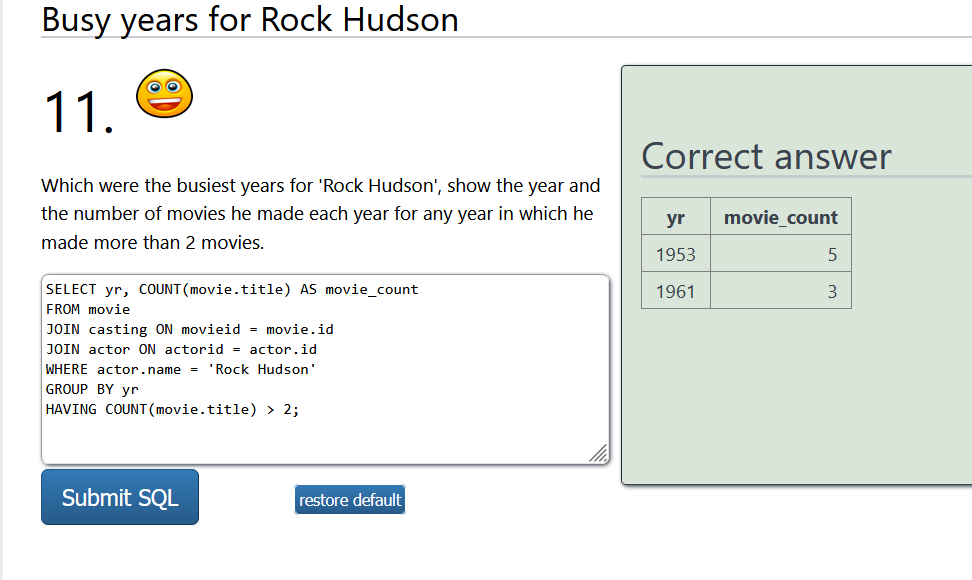 Busy years for Rock Hudson
11.
Which were the busiest years for 'Rock Hudson', show the year and
the number of movies he made each year for any year in which he
made more than 2 movies.
SELECT yr, COUNT(movie.title) AS movie_count
FROM movie
JOIN casting ON movieid = movie.id
JOIN actor ON actorid = actor.id
WHERE actor.name = 'Rock Hudson'
GROUP BY yr
HAVING COUNT(movie.title) > 2;
Submit SQL
restore default
Correct answer
yr movie_count
1953 5
1961 3